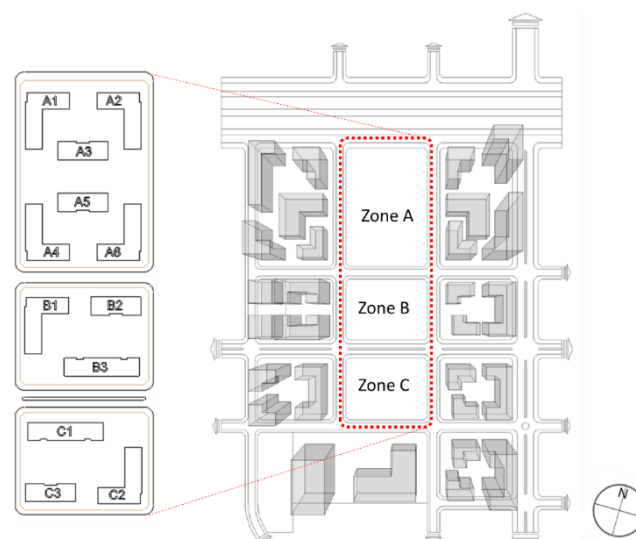 A1 A2
A3
A5
A4 A6
B1 B2
B3
C1
C3 C2
Zone A
Zone B
Zone C
N